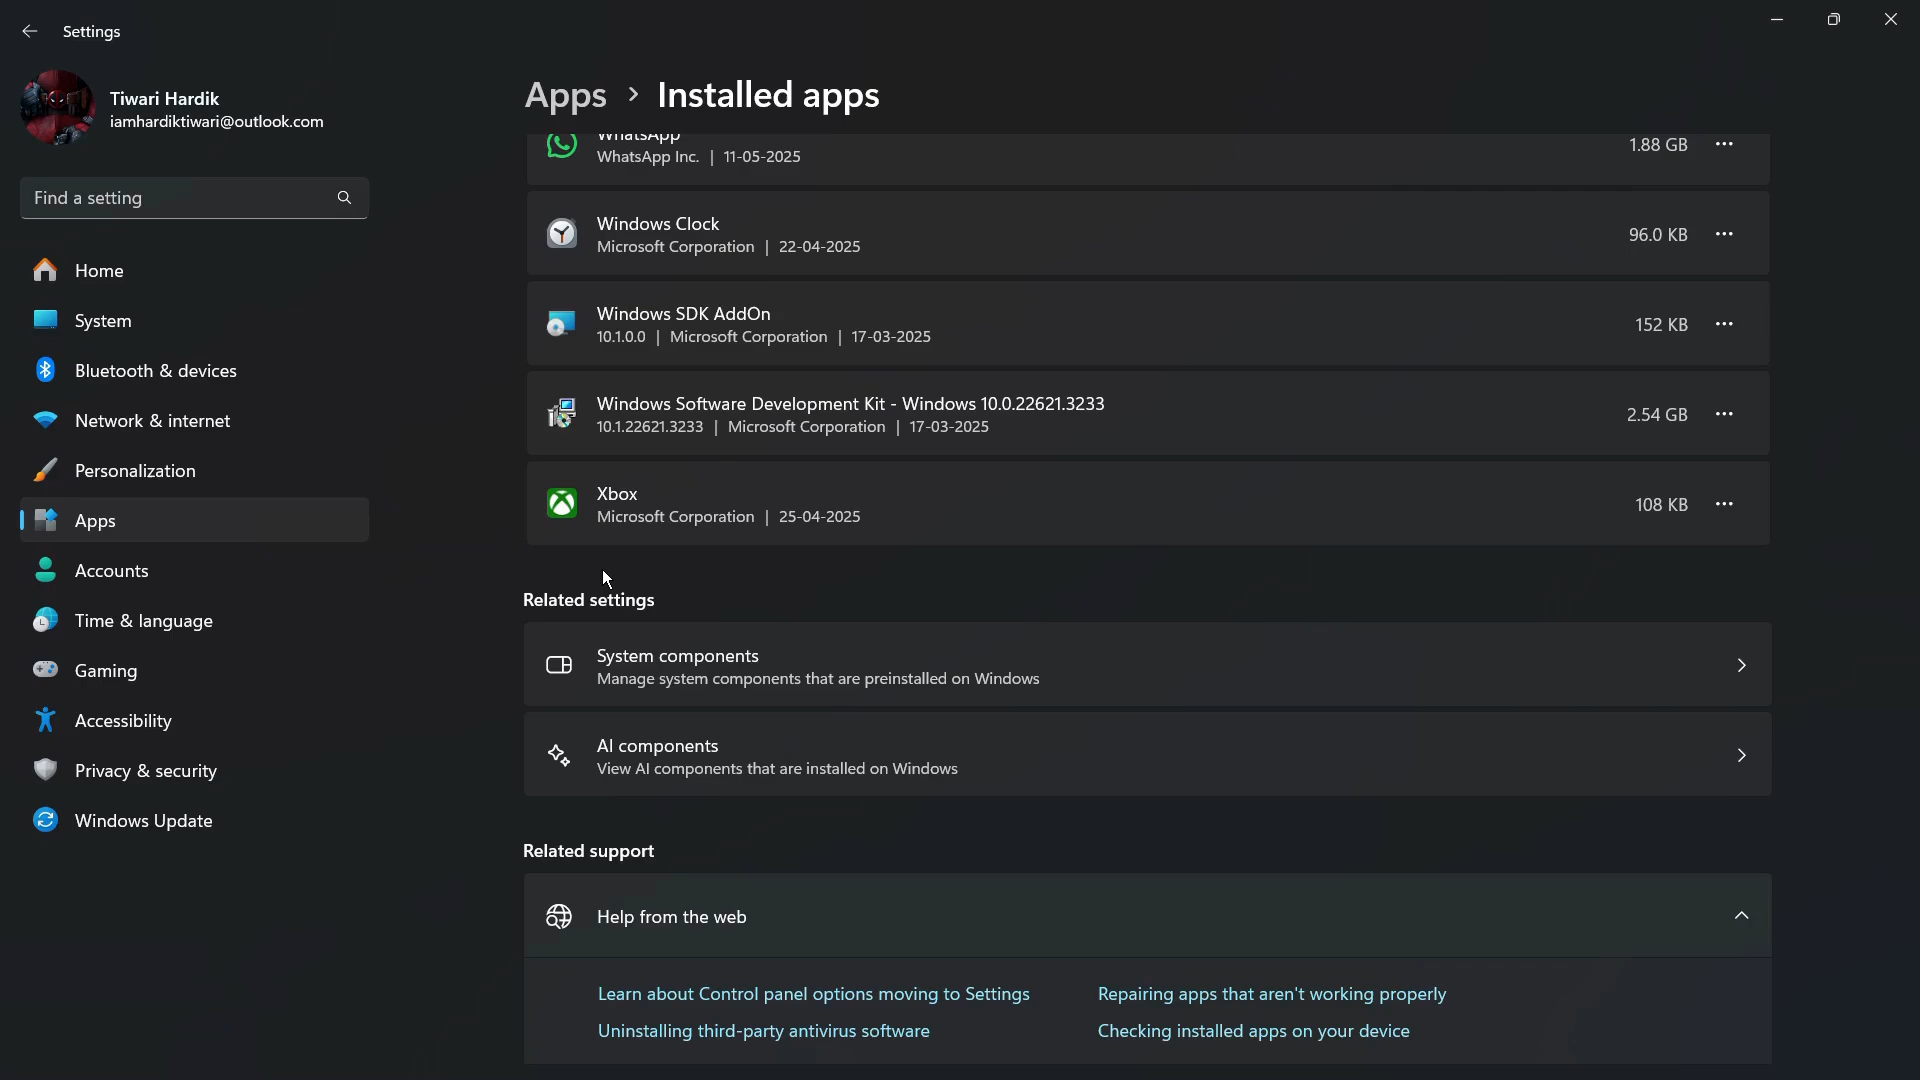 Settings
Tiwari Hardik
iamhardiktiwari@outlook.com
Find a setting
Home
System
Bluetooth & devices
Network & internet
Personalization
Apps
Accounts
Time & language
Gaming
Accessibility
Privacy & security
Windows Update
Apps > Installed apps
WhatsApp
WhatsApp Inc. | 11-05-2025
1.88 GB
Windows Clock
Microsoft Corporation | 22-04-2025
96.0 KB
Windows SDK AddOn
10.1.0.0 | Microsoft Corporation | 17-03-2025
152 KB
Windows Software Development Kit - Windows 10.0.22621.3233
10.1.22621.3233 | Microsoft Corporation | 17-03-2025
2.54 GB
Xbox
Microsoft Corporation | 25-04-2025
108 KB
Related settings
System components
Manage system components that are preinstalled on Windows
AI components
View AI components that are installed on Windows
Related support
Help from the web
Learn about Control panel options moving to Settings
Repairing apps that aren't working properly
Uninstalling third-party antivirus software
Checking installed apps on your device